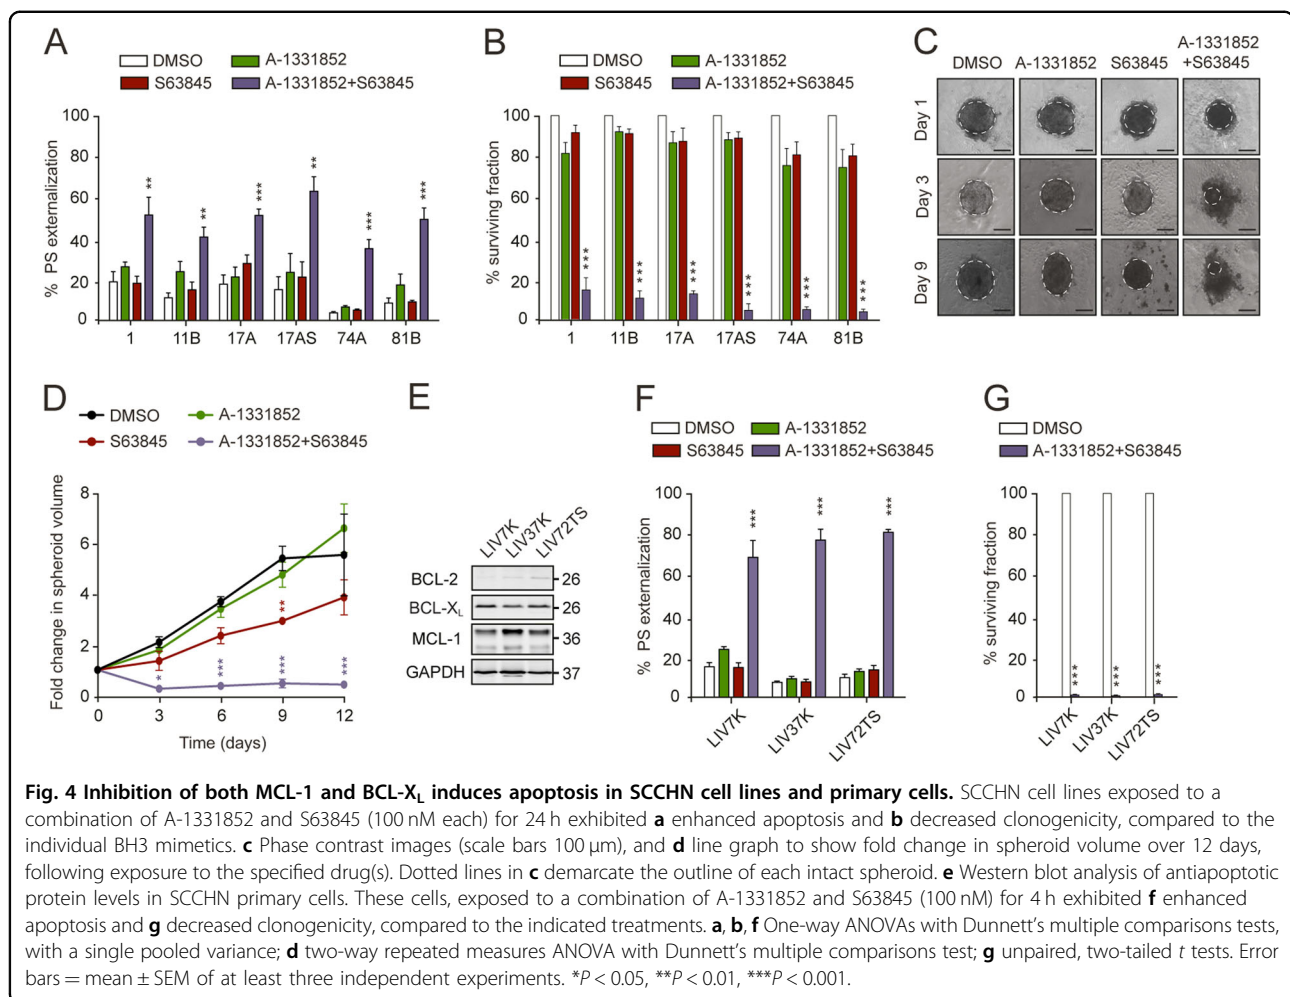 A
DMSO
A-1331852
S63845
A-1331852+S63845
% PS externalization
100
80
60
40
20
0
**
**
***
**
***
***
1
11B
17A
17AS
74A
81B
B
DMSO
A-1331852
S63845
A-1331852+S63845
% surviving fraction
100
80
60
40
20
0
***
***
***
***
***
***
1
11B
17A
17AS
74A
81B
C
DMSO
A-1331852
S63845
A-1331852
+S63845
Day 1
Day 3
Day 9
D
DMSO
A-1331852
S63845
A-1331852+S63845
Fold change in spheroid volume
8
6
4
2
0
*
***
**
***
***
0
3
6
9
12
Time (days)
E
LIV7K
LIV37K
LIV72TS
BCL-2
26
BCL-XL
26
MCL-1
36
GAPDH
37
F
DMSO
A-1331852
S63845
A-1331852+S63845
% PS externalization
100
80
60
40
20
0
***
***
***
LIV7K
LIV37K
LIV72TS
G
DMSO
A-1331852+S63845
% surviving fraction
100
80
60
40
20
0
***
***
***
LIV7K
LIV37K
LIV72TS
Fig. 4 Inhibition of both MCL-1 and BCL-XL induces apoptosis in SCCHN cell lines and primary cells. SCCHN cell lines exposed to a
combination of A-1331852 and S63845 (100 nM each) for 24 h exhibited a enhanced apoptosis and b decreased clonogenicity, compared to the
individual BH3 mimetics. c Phase contrast images (scale bars 100 µm), and d line graph to show fold change in spheroid volume over 12 days,
following exposure to the specified drug(s). Dotted lines in c demarcate the outline of each intact spheroid. e Western blot analysis of antiapoptotic
protein levels in SCCHN primary cells. These cells, exposed to a combination of A-1331852 and S63845 (100 nM) for 4 h exhibited f enhanced
apoptosis and g decreased clonogenicity, compared to the indicated treatments. a, b, f One-way ANOVAs with Dunnett's multiple comparisons tests,
with a single pooled variance; d two-way repeated measures ANOVA with Dunnett's multiple comparisons test; g unpaired, two-tailed t tests. Error
bars = mean ± SEM of at least three independent experiments. *P < 0.05, **P < 0.01, ***P < 0.001.